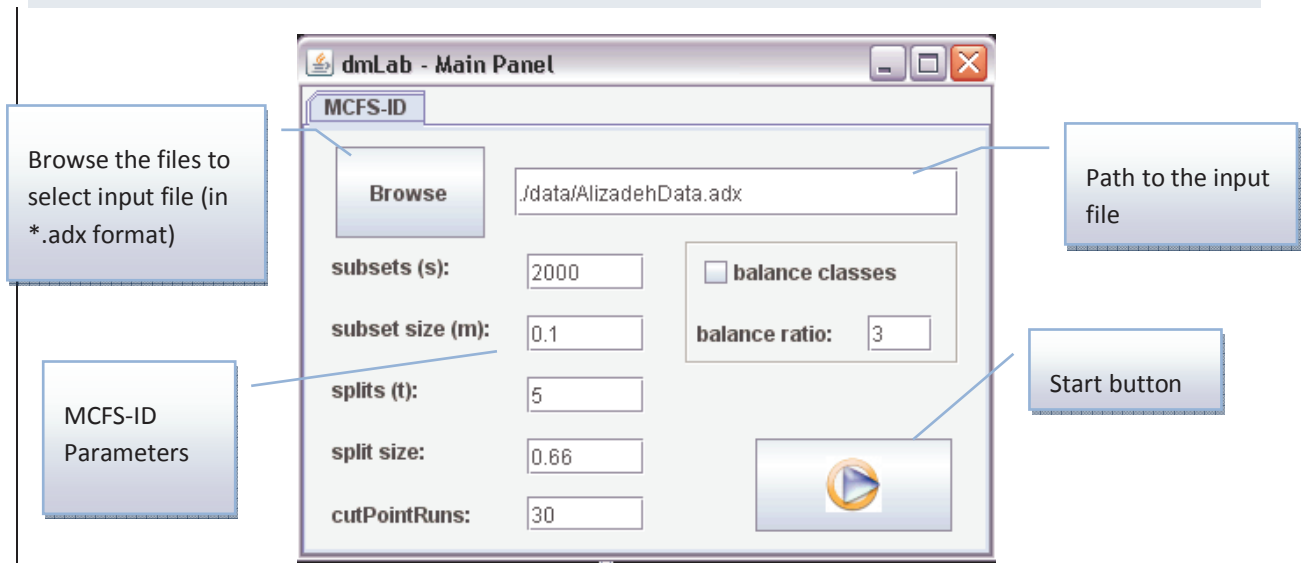 dmLab - Main Panel
MCFS-ID
Browse the files to
select input file (in
*.adx format)
Browse
./data/AlizadehData.adx
Path to the input
file
subsets (s):
2000
balance classes
subset size (m):
0.1
balance ratio:
3
MCFS-ID
Parameters
splits (t):
5
Start button
split size:
0.66
cutPointRuns:
30